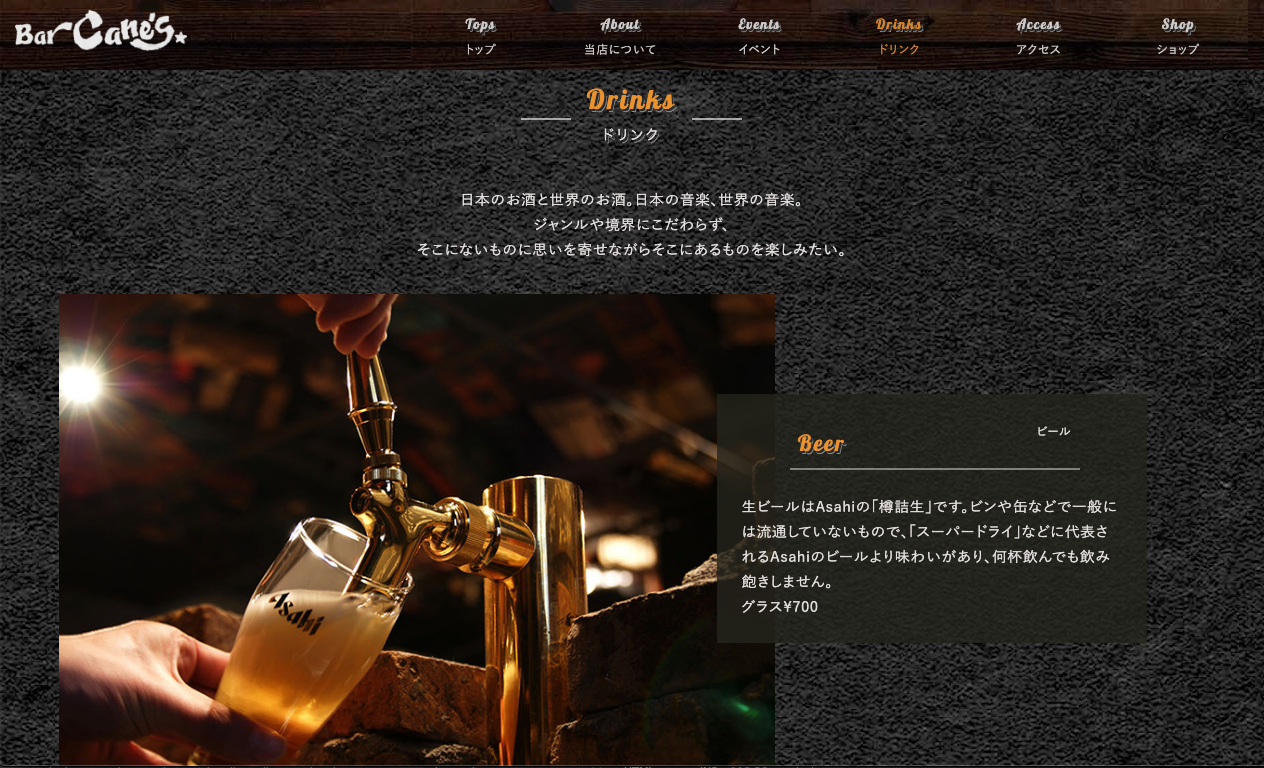 Bar Cane's
Tops
トップ
About
当店について
Events
イベント
Drinks
ドリンク
Access
アクセス
Shop
ショップ
Drinks
ドリンク
日本のお酒と世界のお酒。日本の音楽、世界の音楽。
ジャンルや境界にこだわらず、
そこにないものに思いを寄せながらそこにあるものを楽しみたい。
Asahi
Beer
ビール
生ビールはAsahiの「樽詰生」です。ビンや缶などで一般に
は流通していないもので、「スーパードライ」などに代表さ
れるAsahiのビールより味わいがあり、何杯飲んでも飲み
飽きしません。
グラス¥700